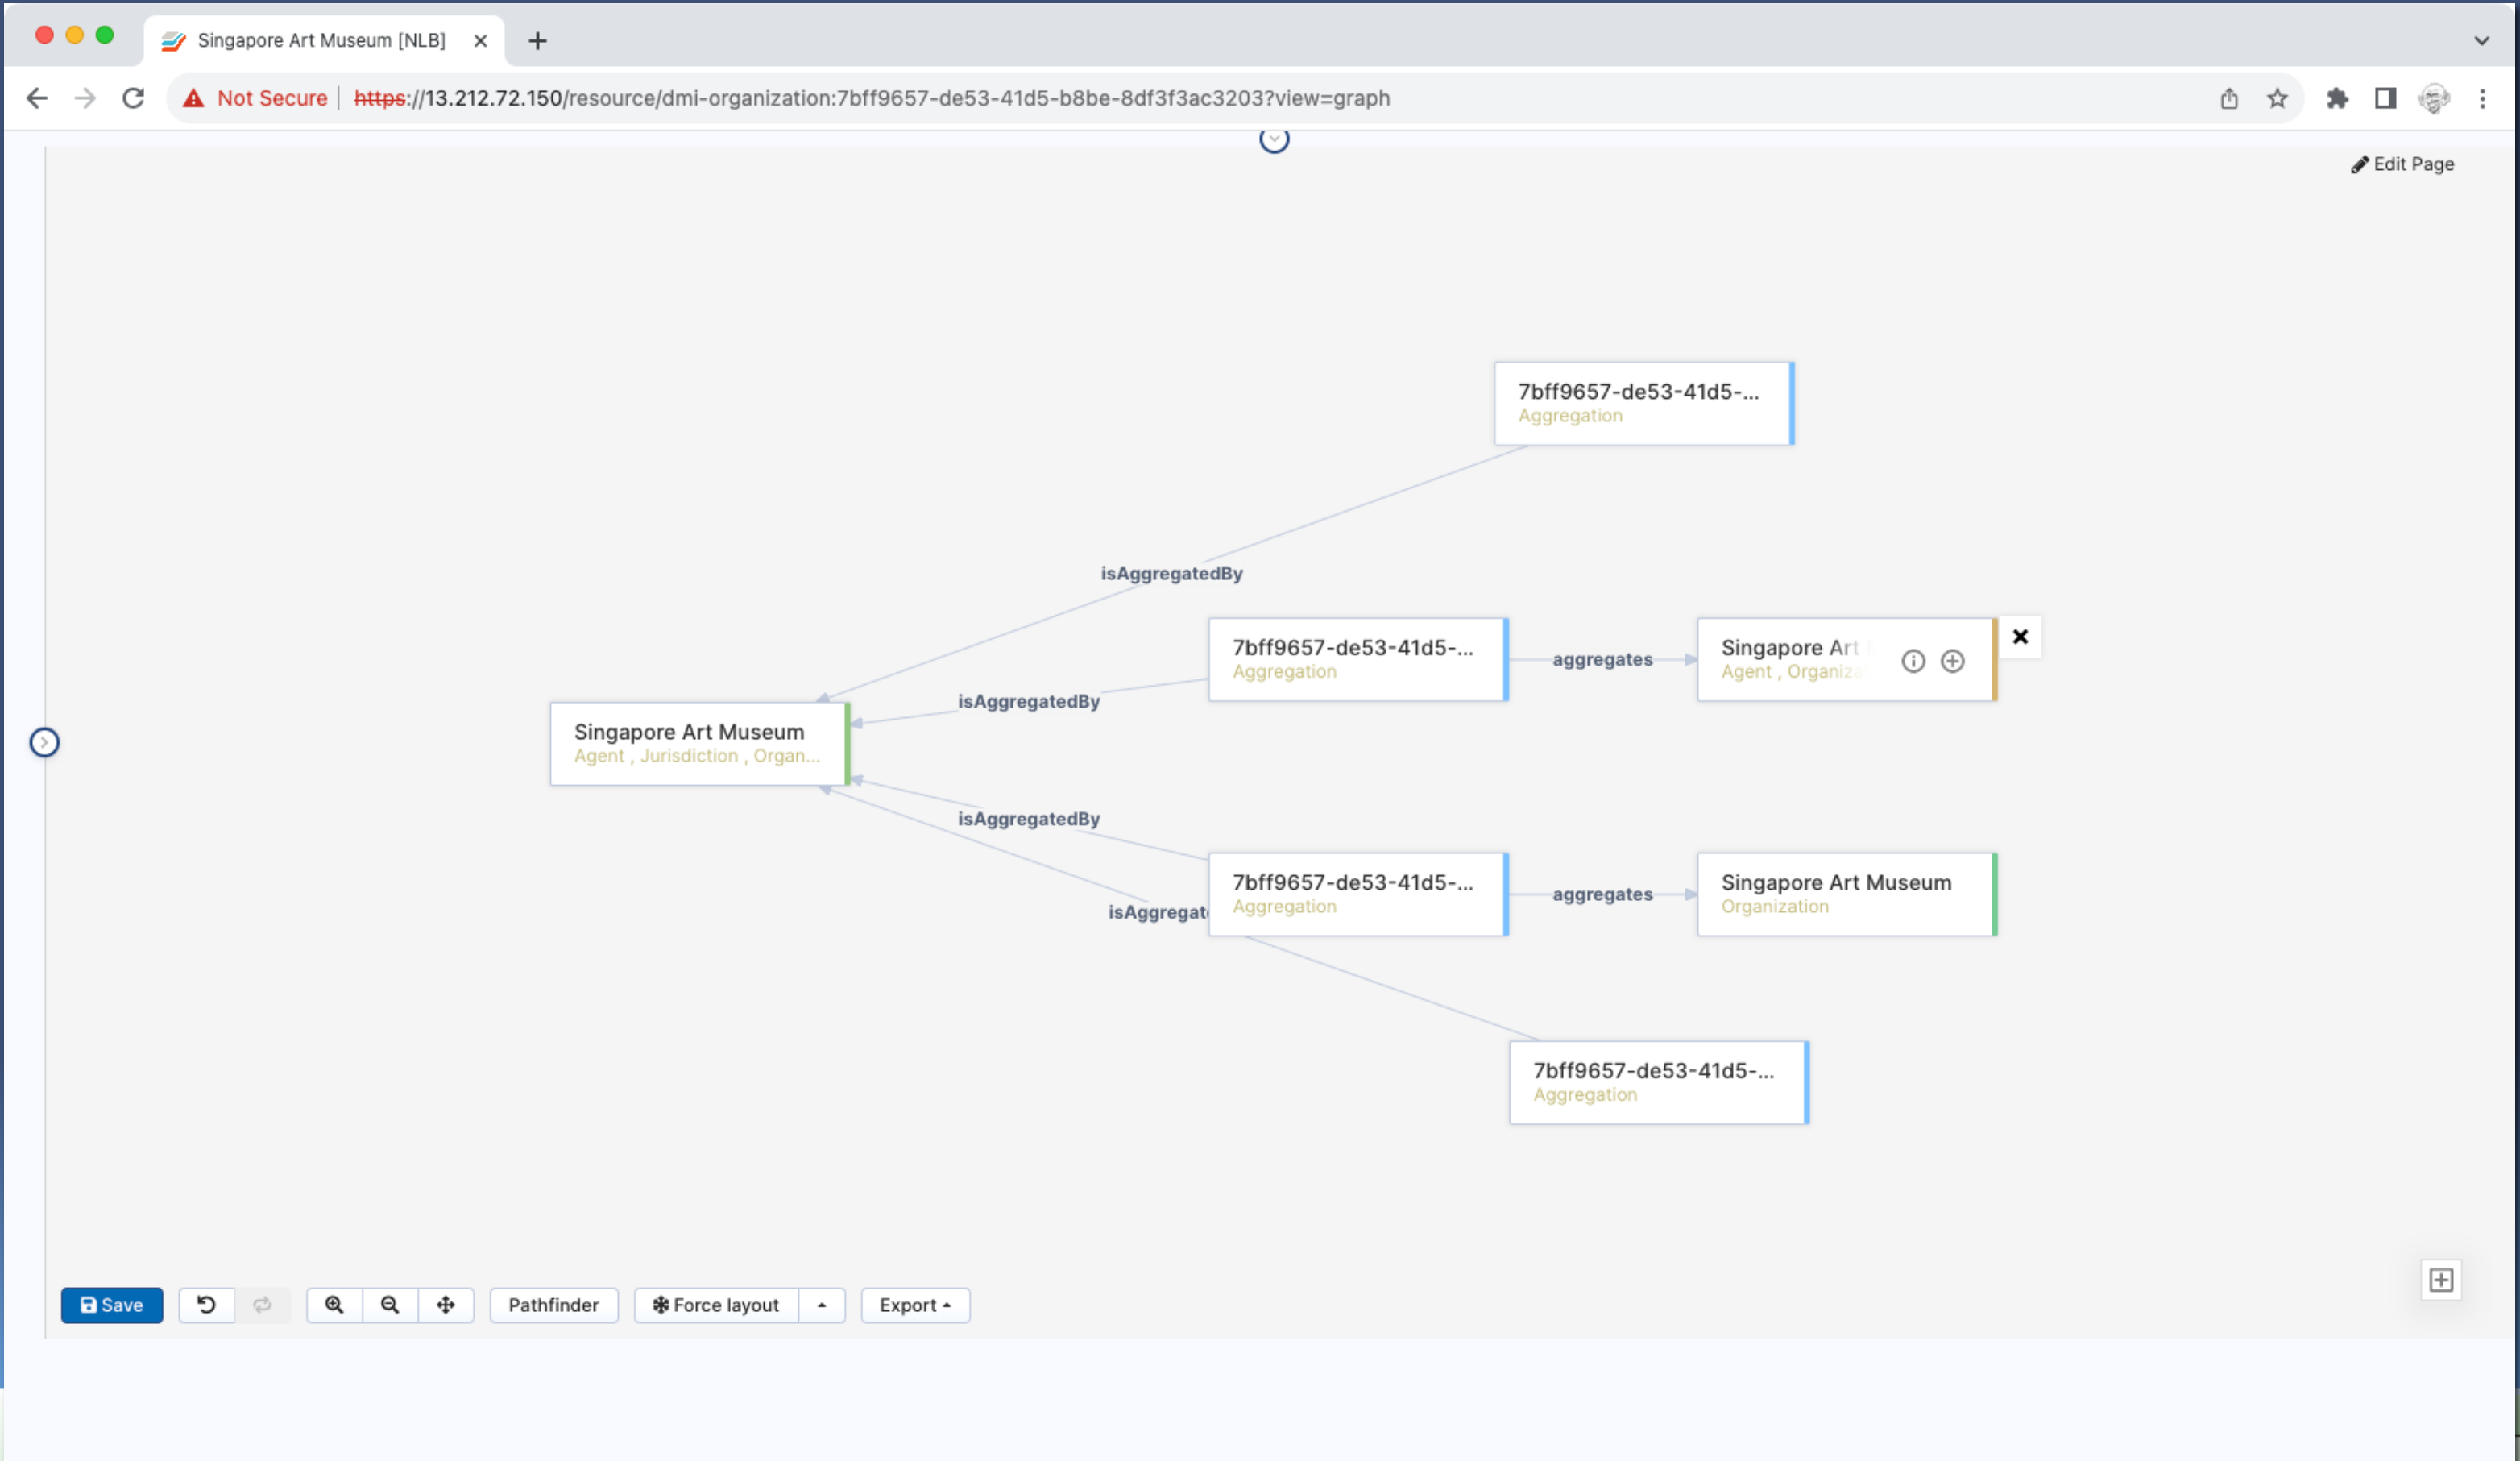 Singapore Art Museum [NLB]
Not Secure https://13.212.72.150/resource/dmi-organization:7bff9657-de53-41d5-b8be-8df3f3ac3203?view=graph
Edit Page
7bff9657-de53-41d5-...
Aggregation
isAggregatedBy
7bff9657-de53-41d5-...
Aggregation
aggregates
Singapore Art
Agent , Organiza
isAggregatedBy
Singapore Art Museum
Agent , Jurisdiction , Organ...
isAggregatedBy
7bff9657-de53-41d5-...
Aggregation
aggregates
Singapore Art Museum
Organization
isAggregat
7bff9657-de53-41d5-...
Aggregation
Save
Pathfinder
Force layout
Export